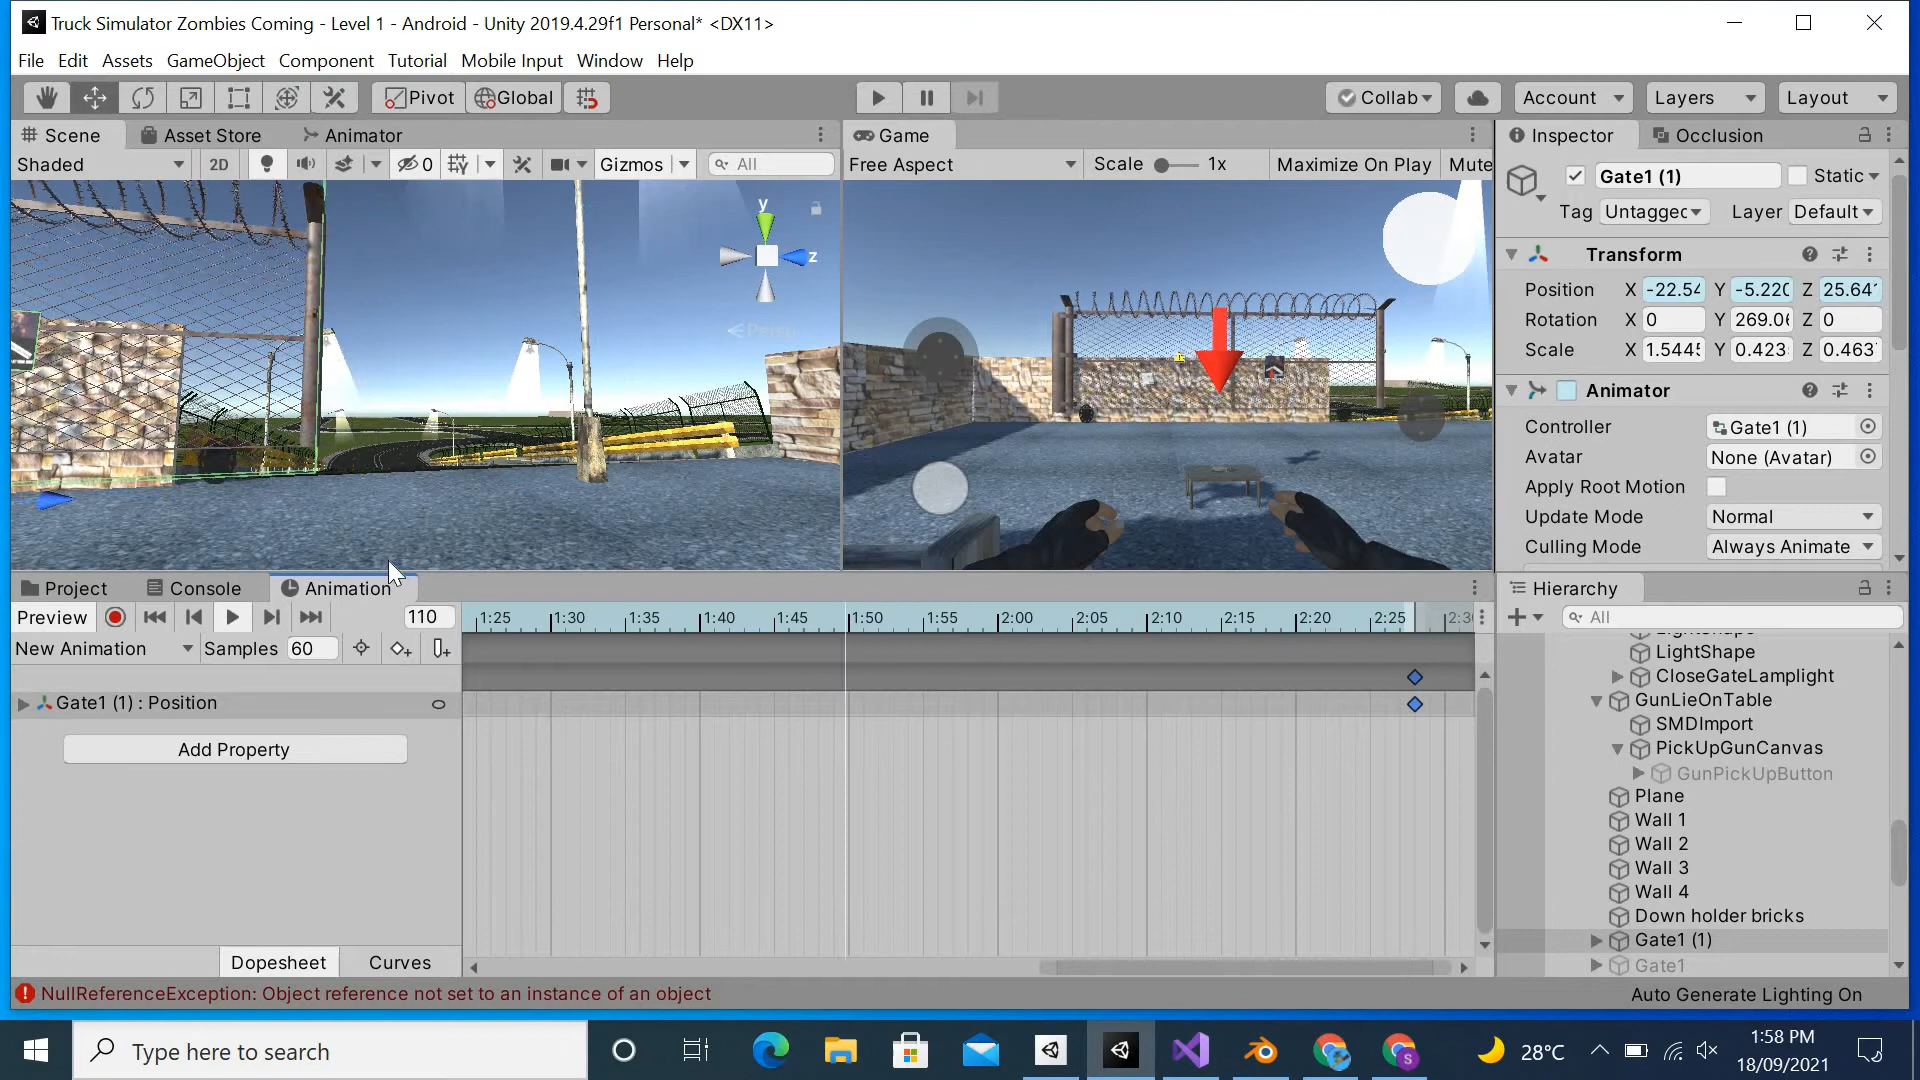 Truck Simulator Zombies Coming - Level 1 - Android - Unity 2019.4.29f1 Personal* <DX11>
File Edit Assets GameObject Component Tutorial Mobile Input Window Help
Pivot Global Collab Account Layers Layout
Scene Asset Store Animator
Shaded 2D 0 Gizmos All
y
z
Game
Free Aspect Scale 1x Maximize On Play Mute
Inspector Occlusion
Gate1 (1) Static
Tag Untagged Layer Default
Transform
Position X -22.54 Y -5.220 Z 25.641
Rotation X 0 Y 269.06 Z 0
Scale X 1.5445 Y 0.423 Z 0.463
Animator
Controller Gate1 (1)
Avatar None (Avatar)
Apply Root Motion
Update Mode Normal
Culling Mode Always Animate
Project Console Animation
Preview 110 1:25 1:30 1:35 1:40 1:45 1:50 1:55 2:00 2:05 2:10 2:15 2:20 2:25 2:30
New Animation Samples 60
Gate1 (1) : Position
Add Property
Dopesheet Curves
Hierarchy
All
LightShape
LightShape
CloseGateLamplight
GunLieOnTable
SMDImport
PickUpGunCanvas
GunPickUpButton
Plane
Wall 1
Wall 2
Wall 3
Wall 4
Down holder bricks
Gate1 (1)
Gate1
NullReferenceException: Object reference not set to an instance of an object
Auto Generate Lighting On
Type here to search
S
28°C
1:58 PM
18/09/2021